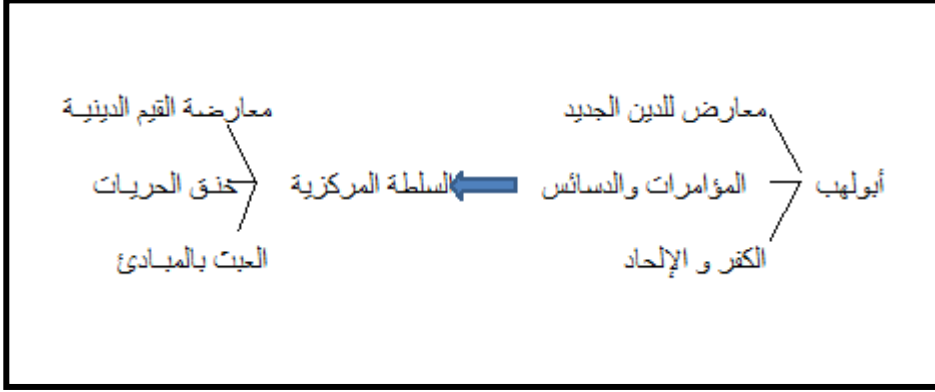 معارض للدين الجديد معارضة القيم الدينية
أبولهب المؤامرات والدسائس السلطة المركزية خنق الحريات
الكفر و الإلحاد العبث بالمبادئ